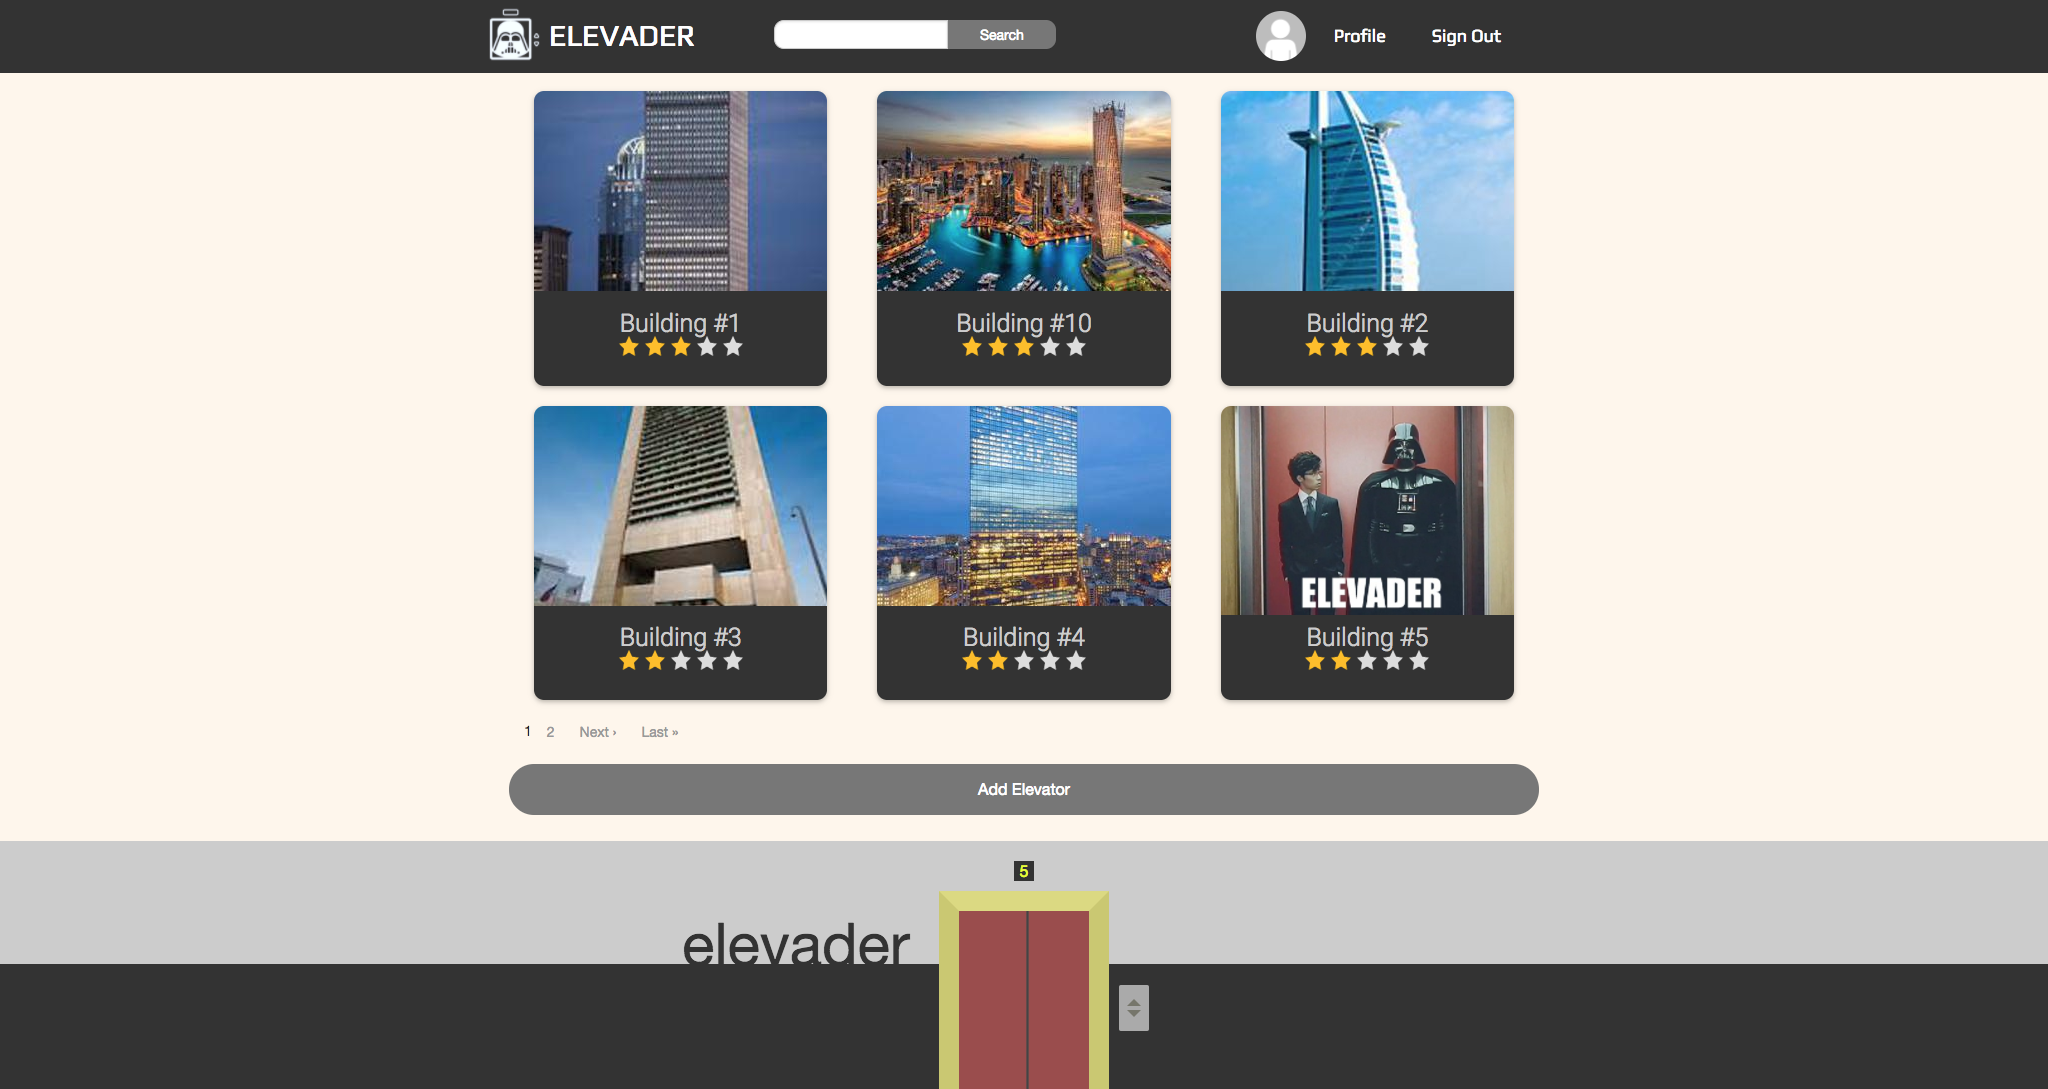 ELEVADER
Search
Profile
Sign Out
Building #1
Building #10
Building #2
Building #3
Building #4
ELEVADER
Building #5
1 2 Next › Last »
Add Elevator
5
elevader